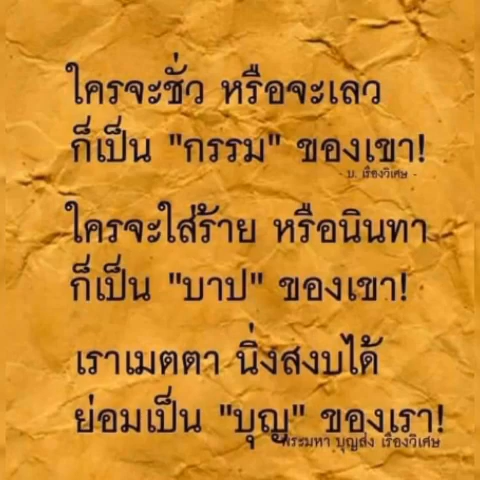 ใครจะชั่ว หรือจะเลว
ก็เป็น "กรรม" ของเขา!
- บ. เรืองวิเศษ -
ใครจะใส่ร้าย หรือนินทา
ก็เป็น "บาป" ของเขา!
เราเมตตา นิ่งสงบได้
ย่อมเป็น "บุญ" ของเรา!
พระมหา บุญส่ง เรืองวิเศษ